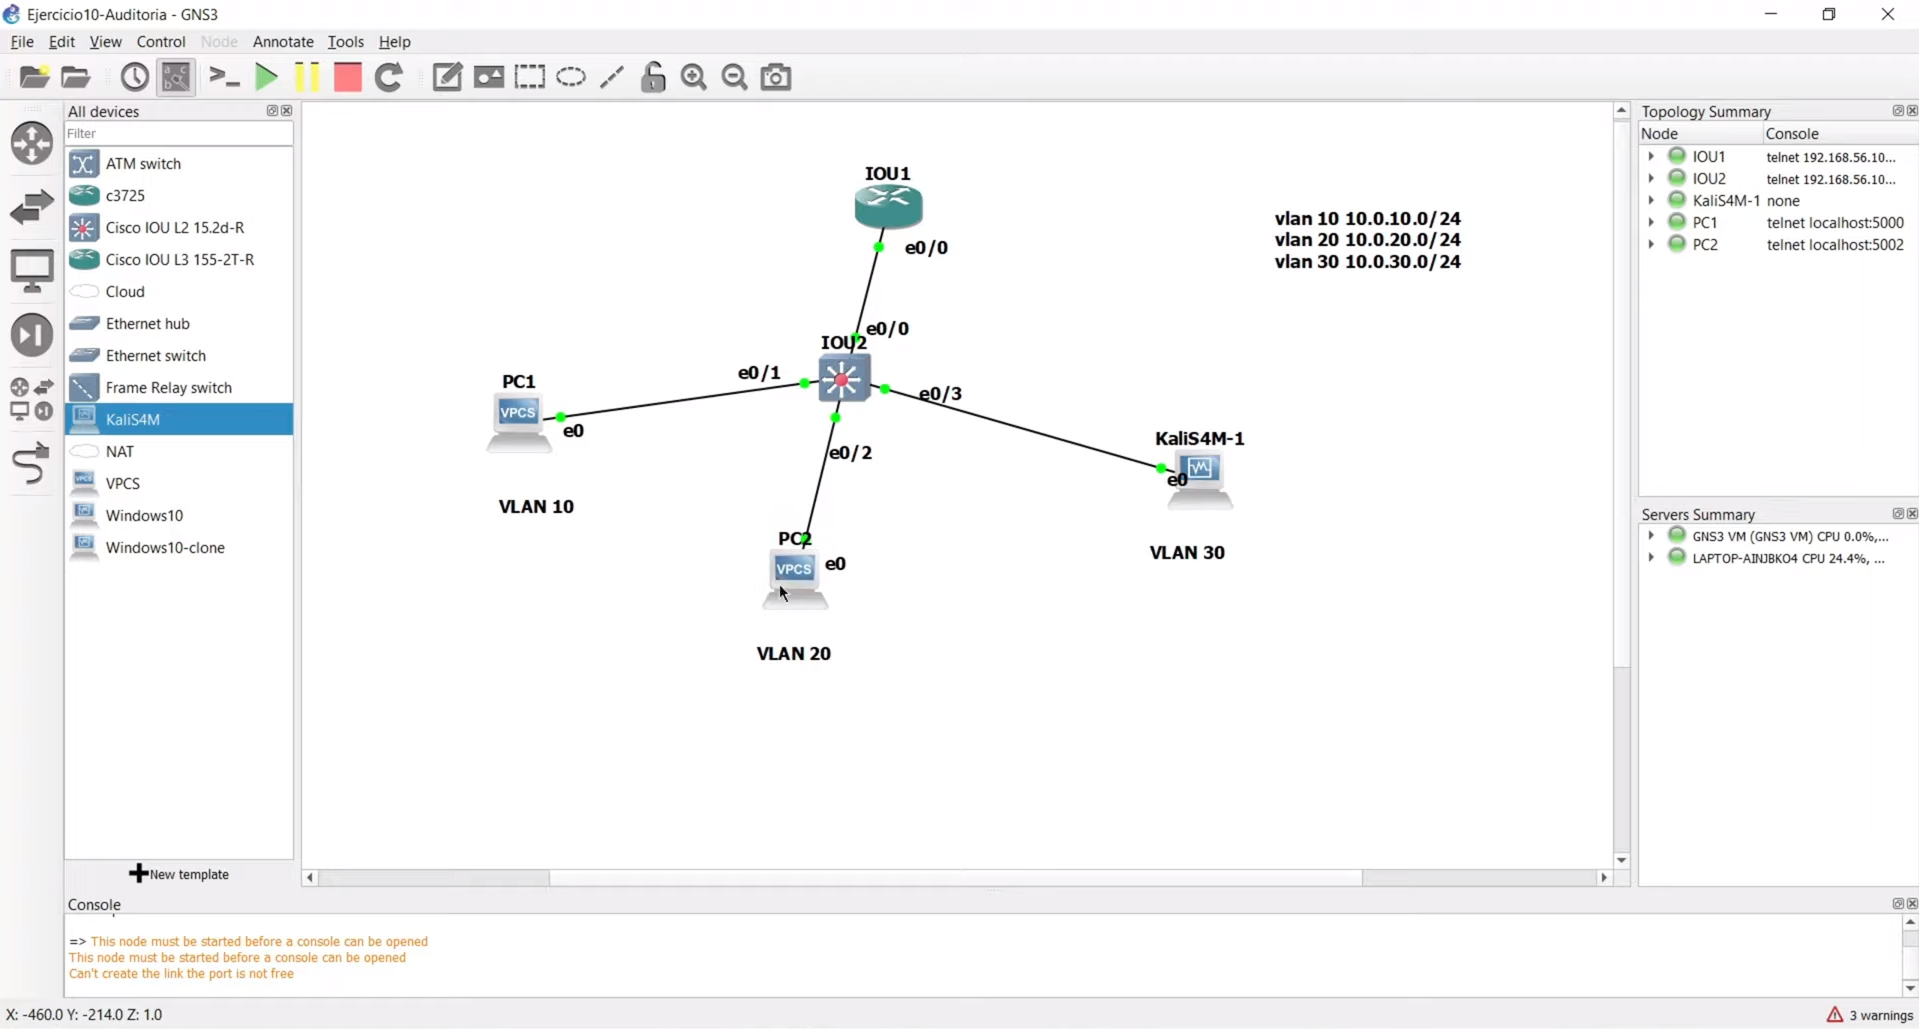 Ejercicio10-Auditoria - GNS3
File Edit View Control Node Annotate Tools Help
All devices
Filter
ATM switch
c3725
Cisco IOU L2 15.2d-R
Cisco IOU L3 155-2T-R
Cloud
Ethernet hub
Ethernet switch
Frame Relay switch
KaliS4M
NAT
VPCS
Windows10
Windows10-clone
New template
IOU1
e0/0
e0/0
IOU2
e0/1
e0/3
e0/2
PC1
VPCS
e0
VLAN 10
PC2
VPCS
e0
VLAN 20
KaliS4M-1
e0
VLAN 30
vlan 10 10.0.10.0/24
vlan 20 10.0.20.0/24
vlan 30 10.0.30.0/24
Topology Summary
Node Console
IOU1 telnet 192.168.56.10...
IOU2 telnet 192.168.56.10...
KaliS4M-1 none
PC1 telnet localhost:5000
PC2 telnet localhost:5002
Servers Summary
GNS3 VM (GNS3 VM) CPU 0.0%,...
LAPTOP-AINJBKO4 CPU 24.4%, ...
Console
=> This node must be started before a console can be opened
This node must be started before a console can be opened
Can't create the link the port is not free
X: -460.0 Y: -214.0 Z: 1.0
3 warnings